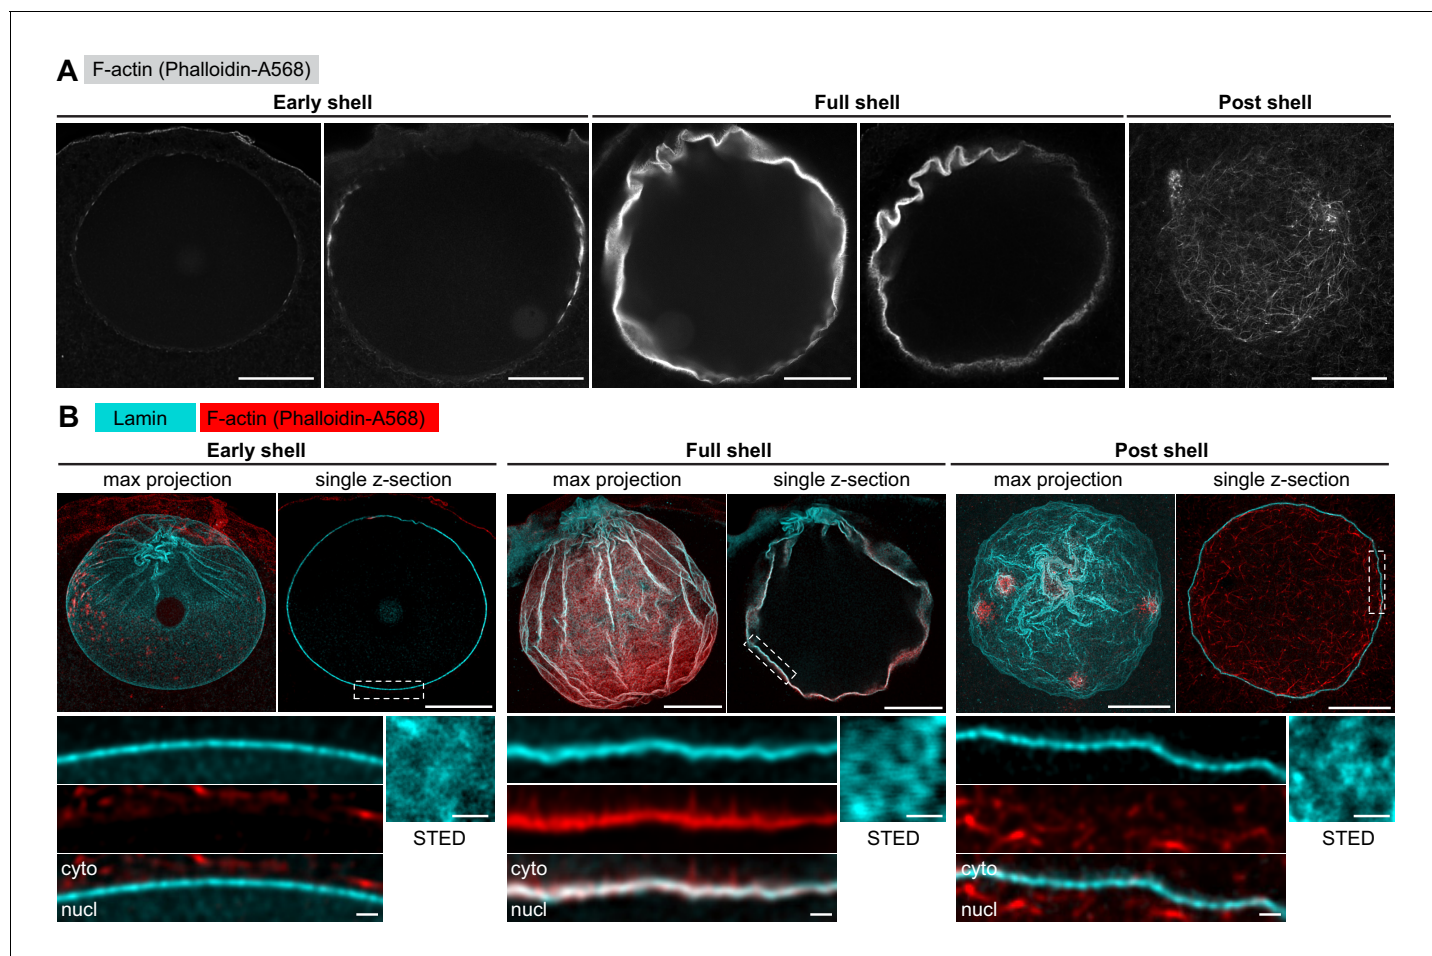 A F-actin (Phalloidin-A568)
Early shell Full shell Post shell
B Lamin F-actin (Phalloidin-A568)
Early shell Full shell Post shell
max projection single z-section max projection single z-section max projection single z-section
STED STED STED
cyto cyto cyto
nucl nucl nucl